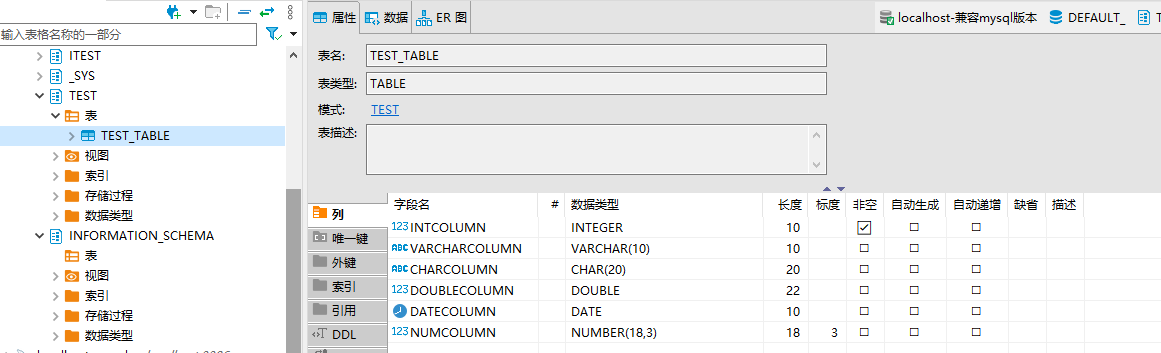 输入表格名称的一部分
ITEST
_SYS
TEST
表
TEST_TABLE
视图
索引
存储过程
数据类型
INFORMATION_SCHEMA
表
视图
索引
存储过程
数据类型
属性 数据 ER 图
localhost-兼容mysql版本 DEFAULT_
表名: TEST_TABLE
表类型: TABLE
模式: TEST
表描述:
列
唯一键
外键
索引
引用
DDL
字段名 # 数据类型 长度 标度 非空 自动生成 自动递增 缺省 描述
123 INTCOLUMN INTEGER 10
ABC VARCHARCOLUMN VARCHAR(10) 10
ABC CHARCOLUMN CHAR(20) 20
123 DOUBLECOLUMN DOUBLE 22
DATECOLUMN DATE 10
123 NUMCOLUMN NUMBER(18,3) 18 3